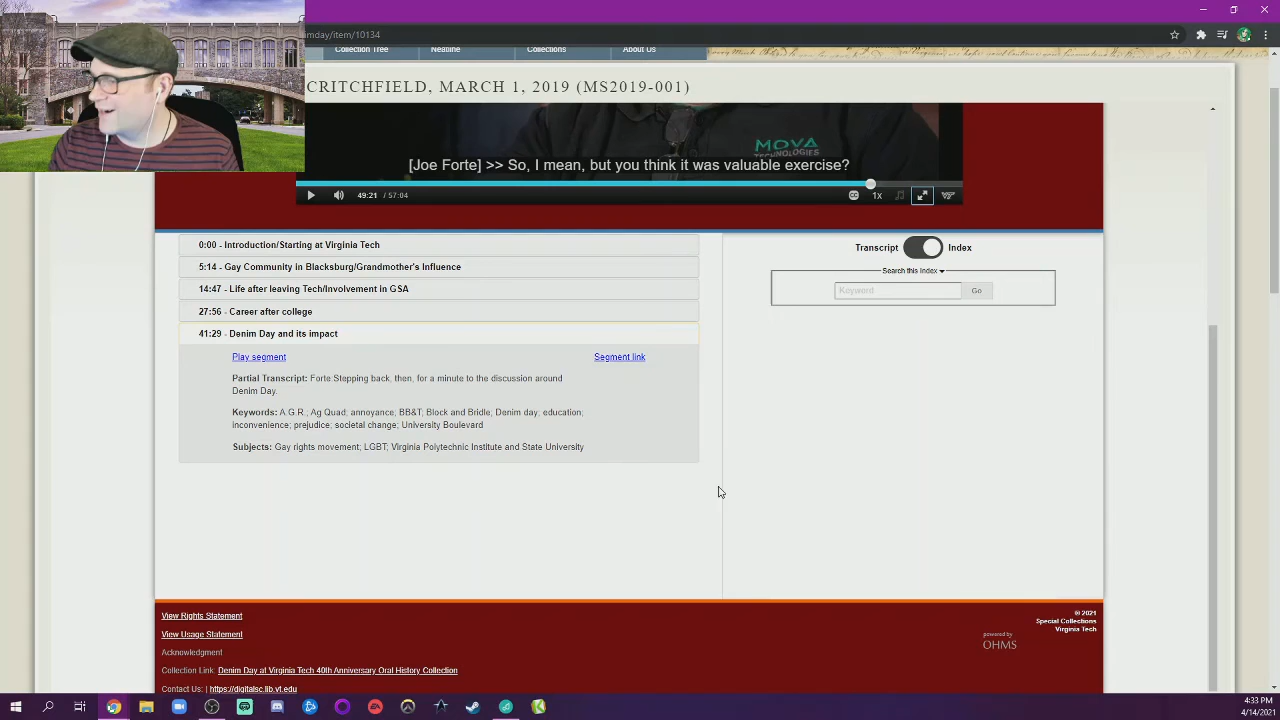 mday/item/10134
Collection Tree Neatline Collections About Us
CRITCHFIELD, MARCH 1, 2019 (MS2019-001)
MOVA
TECHNOLOGIES
[Joe Forte] >> So, I mean, but you think it was valuable exercise?
49:21 / 57:04
CC 1x
0:00 - Introduction/Starting at Virginia Tech
Transcript Index
5:14 - Gay Community in Blacksburg/Grandmother's Influence
Search this Index
14:47 - Life after leaving Tech/Involvement in GSA
Keyword Go
27:56 - Career after college
41:29 - Denim Day and its impact
Play segment Segment link
Partial Transcript: Forte Stepping back, then, for a minute to the discussion around
Denim Day.
Keywords: A.G.R.; Ag Quad; annoyance; BB&T; Block and Bridle; Denim day; education;
inconvenience; prejudice; societal change; University Boulevard
Subjects: Gay rights movement; LGBT; Virginia Polytechnic Institute and State University
View Rights Statement
View Usage Statement
Acknowledgment
Collection Link: Denim Day at Virginia Tech 40th Anniversary Oral History Collection
Contact Us: | https://digitalsc.lib.vt.edu
© 2021
Special Collections
Virginia Tech
powered by
OHMS
4:33 PM
4/14/2021